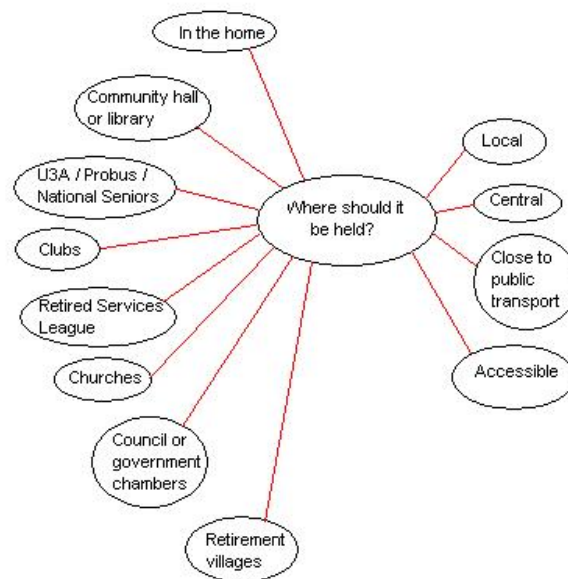 In the home
Community hall
or library
U3A / Probus /
National Seniors
Clubs
Retired Services
League
Churches
Council or
government
chambers
Retirement
villages
Where should it
be held?
Local
Central
Close to
public
transport
Accessible